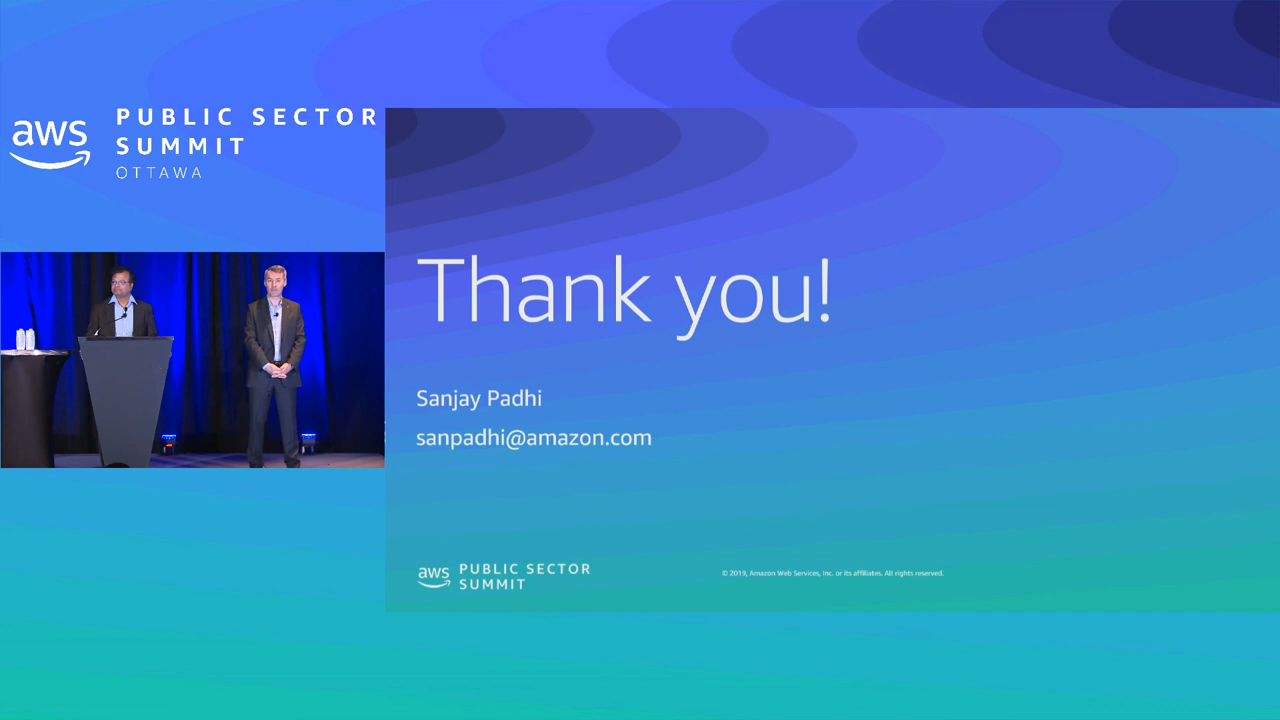 aws
PUBLIC SECTOR
SUMMIT
OTTAWA
Thank you!
Sanjay Padhi
sanpadhi@amazon.com
aws
PUBLIC SECTOR
SUMMIT
© 2019, Amazon Web Services, Inc. or its affiliates. All rights reserved.